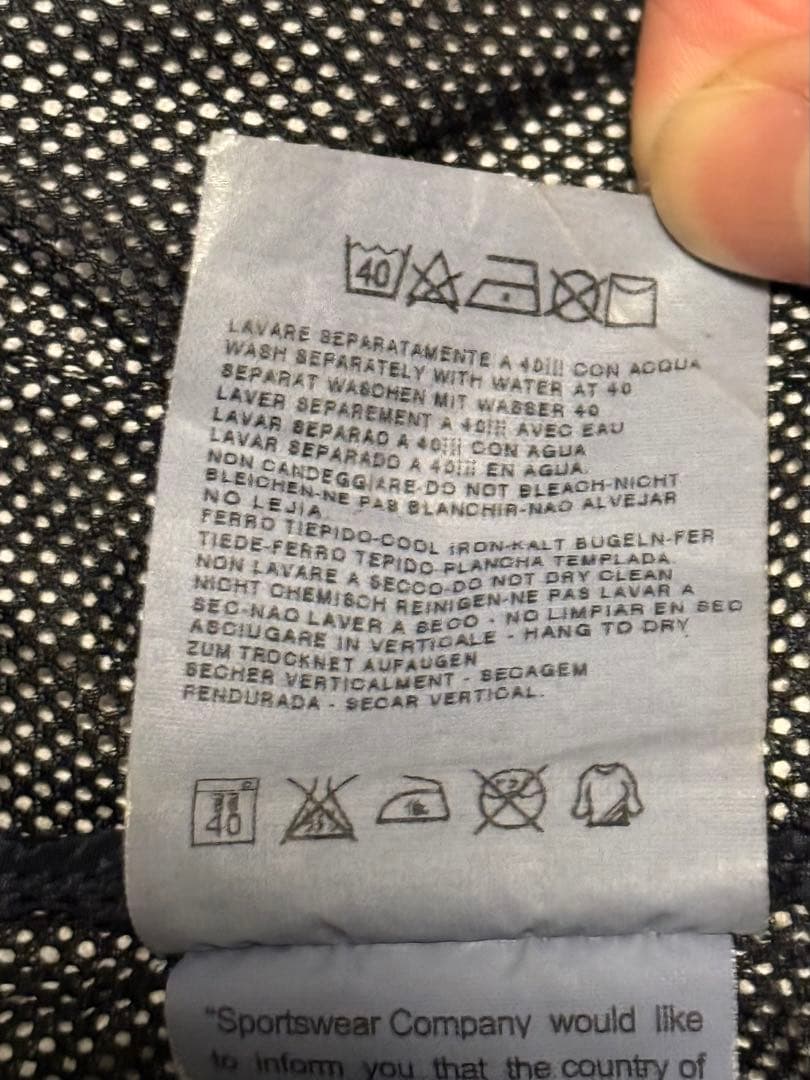 40
LAVARE SEPARATAMENTE A 40!!! CON ACQUA
WASH SEPARATELY WITH WATER AT 40
SEPARAT WASCHEN MIT WASSER 40
LAVER SEPAREMENT A 40!!! AVEC EAU
LAVAR SEPARAD A 40!!! CON AGUA
LAVAR SEPARADO A 40!!! EN AGUA.
NON CANDEGGIARE-DO NOT BLEACH-NICHT
BLEICHEN-NE PAS BLANCHIR-NAO ALVEJAR
NO LEJIA.
FERRO TIEPIDO-COOL IRON-KALT BUGELN-FER
TIEDE-FERRO TEPIDO PLANCHA TEMPLADA.
NON LAVARE A SECCO-DO NOT DRY CLEAN
NICHT CHEMISCH REINIGEN-NE PAS LAVAR A
SEC-NAO LAVER A SECO - NO LIMPIAR EN SEC
ASCIUGARE IN VERTICALE - HANG TO DRY
ZUM TROCKNET AUFAUGEN
SECHER VERTICALMENT - SECAGEM
PENDURADA - SECAR VERTICAL.
40
"Sportswear Company would like
to inform you that the country of